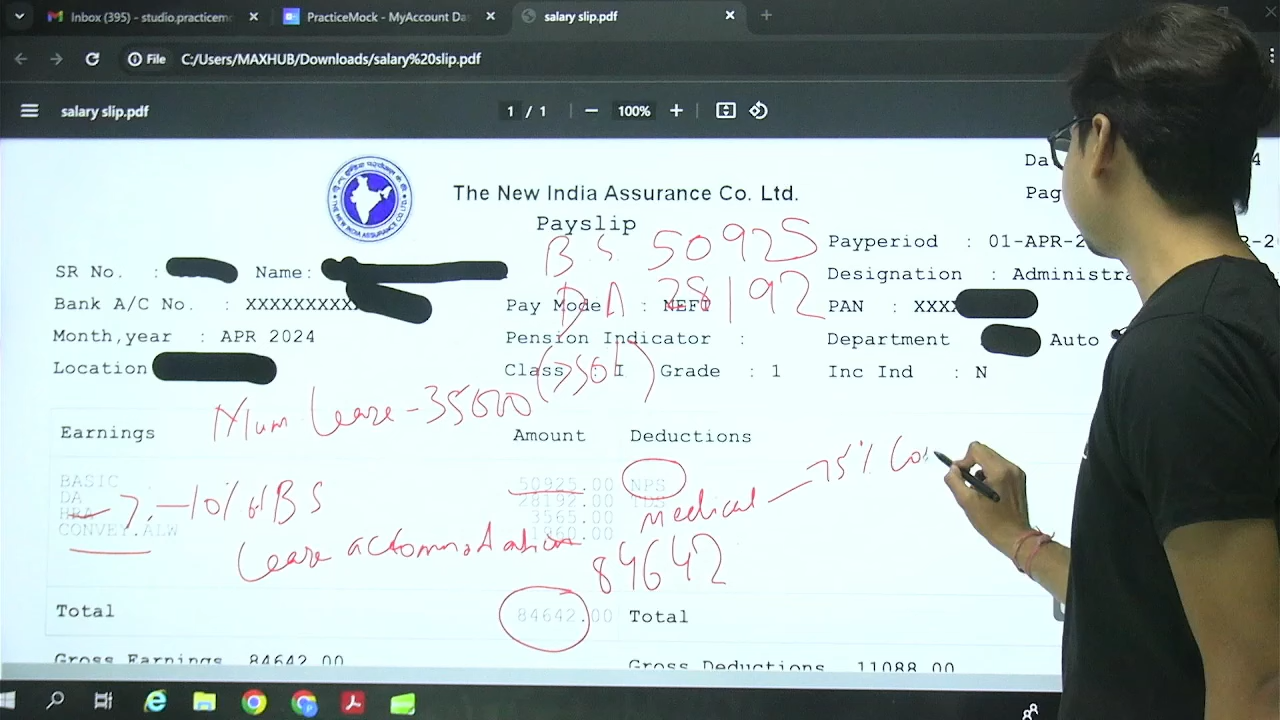 Inbox (395) - studio.practicem
PracticeMock - MyAccount Da
salary slip.pdf
File C:/Users/MAXHUB/Downloads/salary%20slip.pdf
salary slip.pdf
1 / 1
100%
The New India Assurance Co. Ltd.
Payslip
B.S. 50925
Payperiod : 01-APR-2
SR No. :
Name:
Designation : Administra
DA 28192
Bank A/C No. : XXXXXXXXX
Pay Mode : NEFT
PAN : XXXX
Month,year : APR 2024
Pension Indicator :
Department
Auto
Location
Class : I Grade : 1
Inc Ind : N
Mum Lease - 35000
Earnings
Amount
Deductions
BASIC
50925.00
NPS
DA
28192.00
TDS
HRA
7. - 10% of BS
3565.00
Medical - 75%
CONVEY.ALW
1960.00
Lease accommodation
84642
Total
84642.00
Total
Gross Earnings 84642.00
Gross Deductions 11088.00